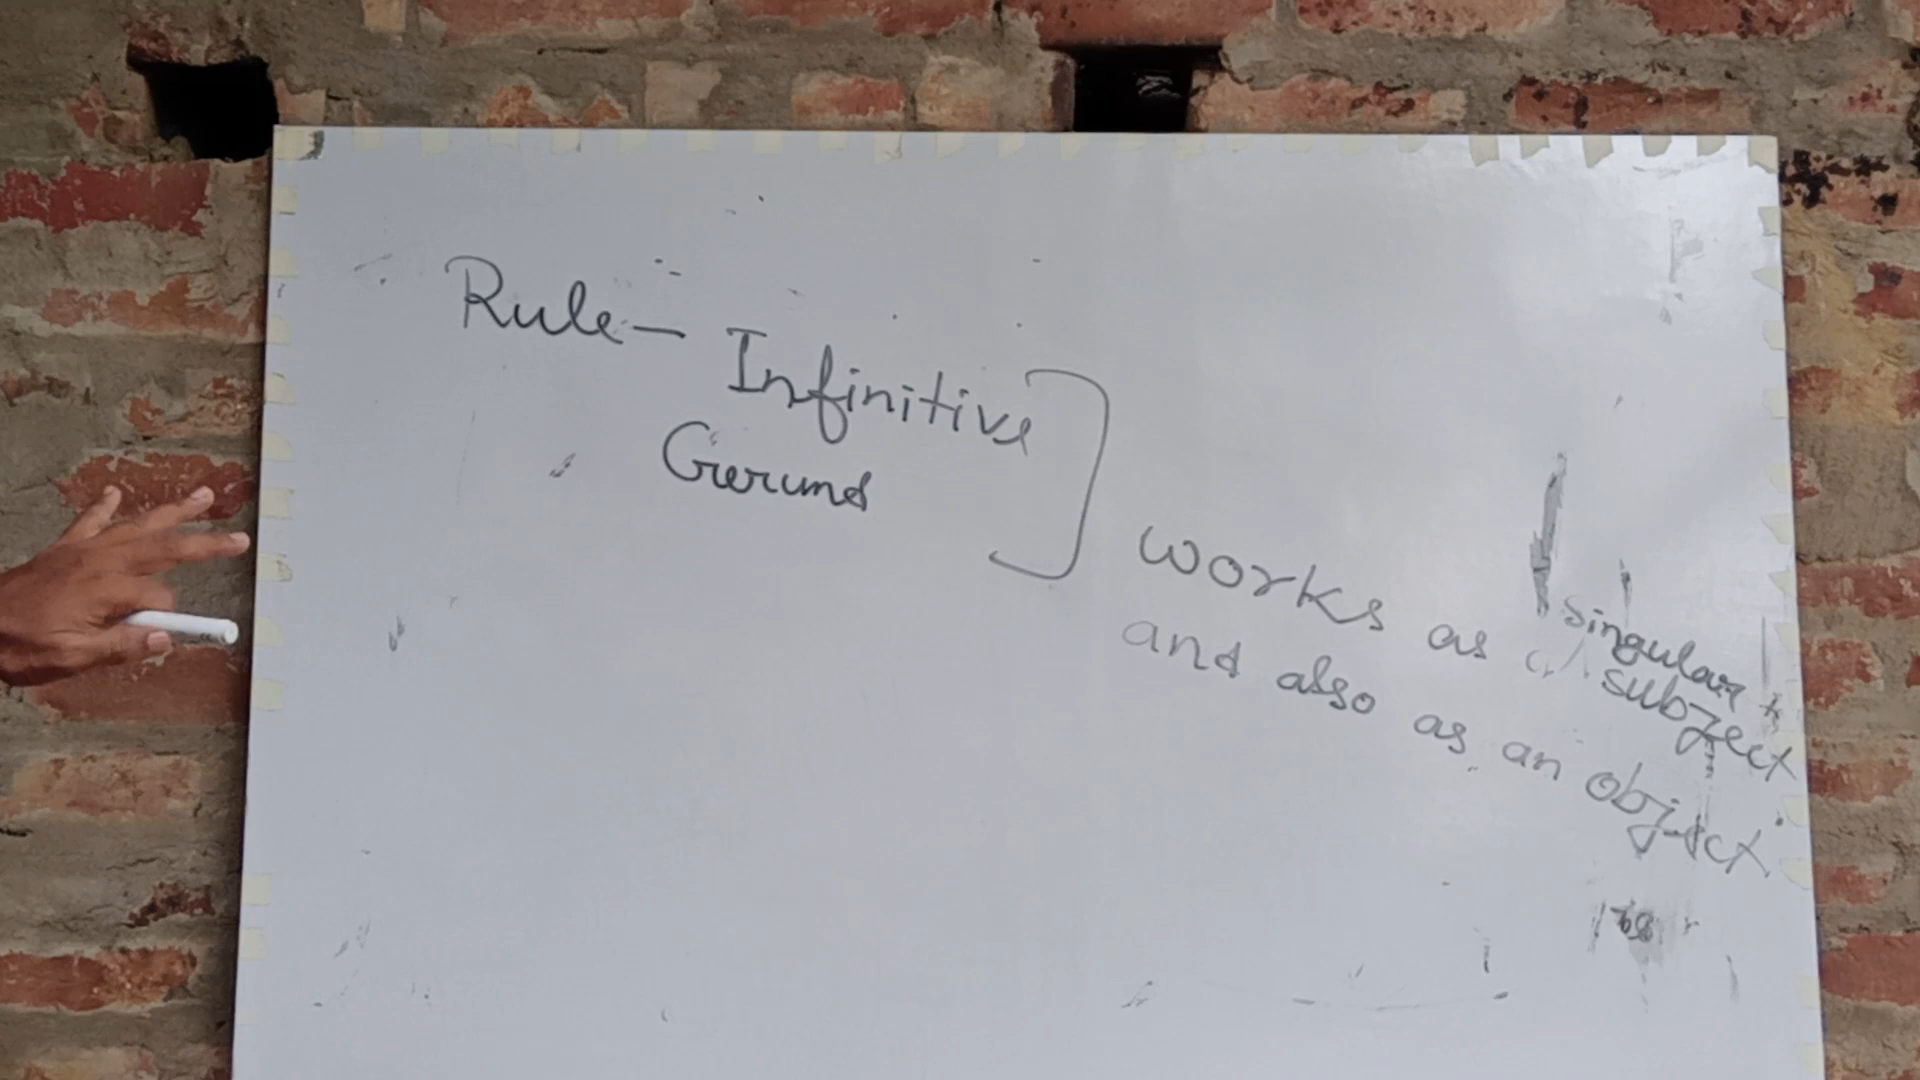 Rule— Infinitive
Gerund
works as singular
subject
and also as an object